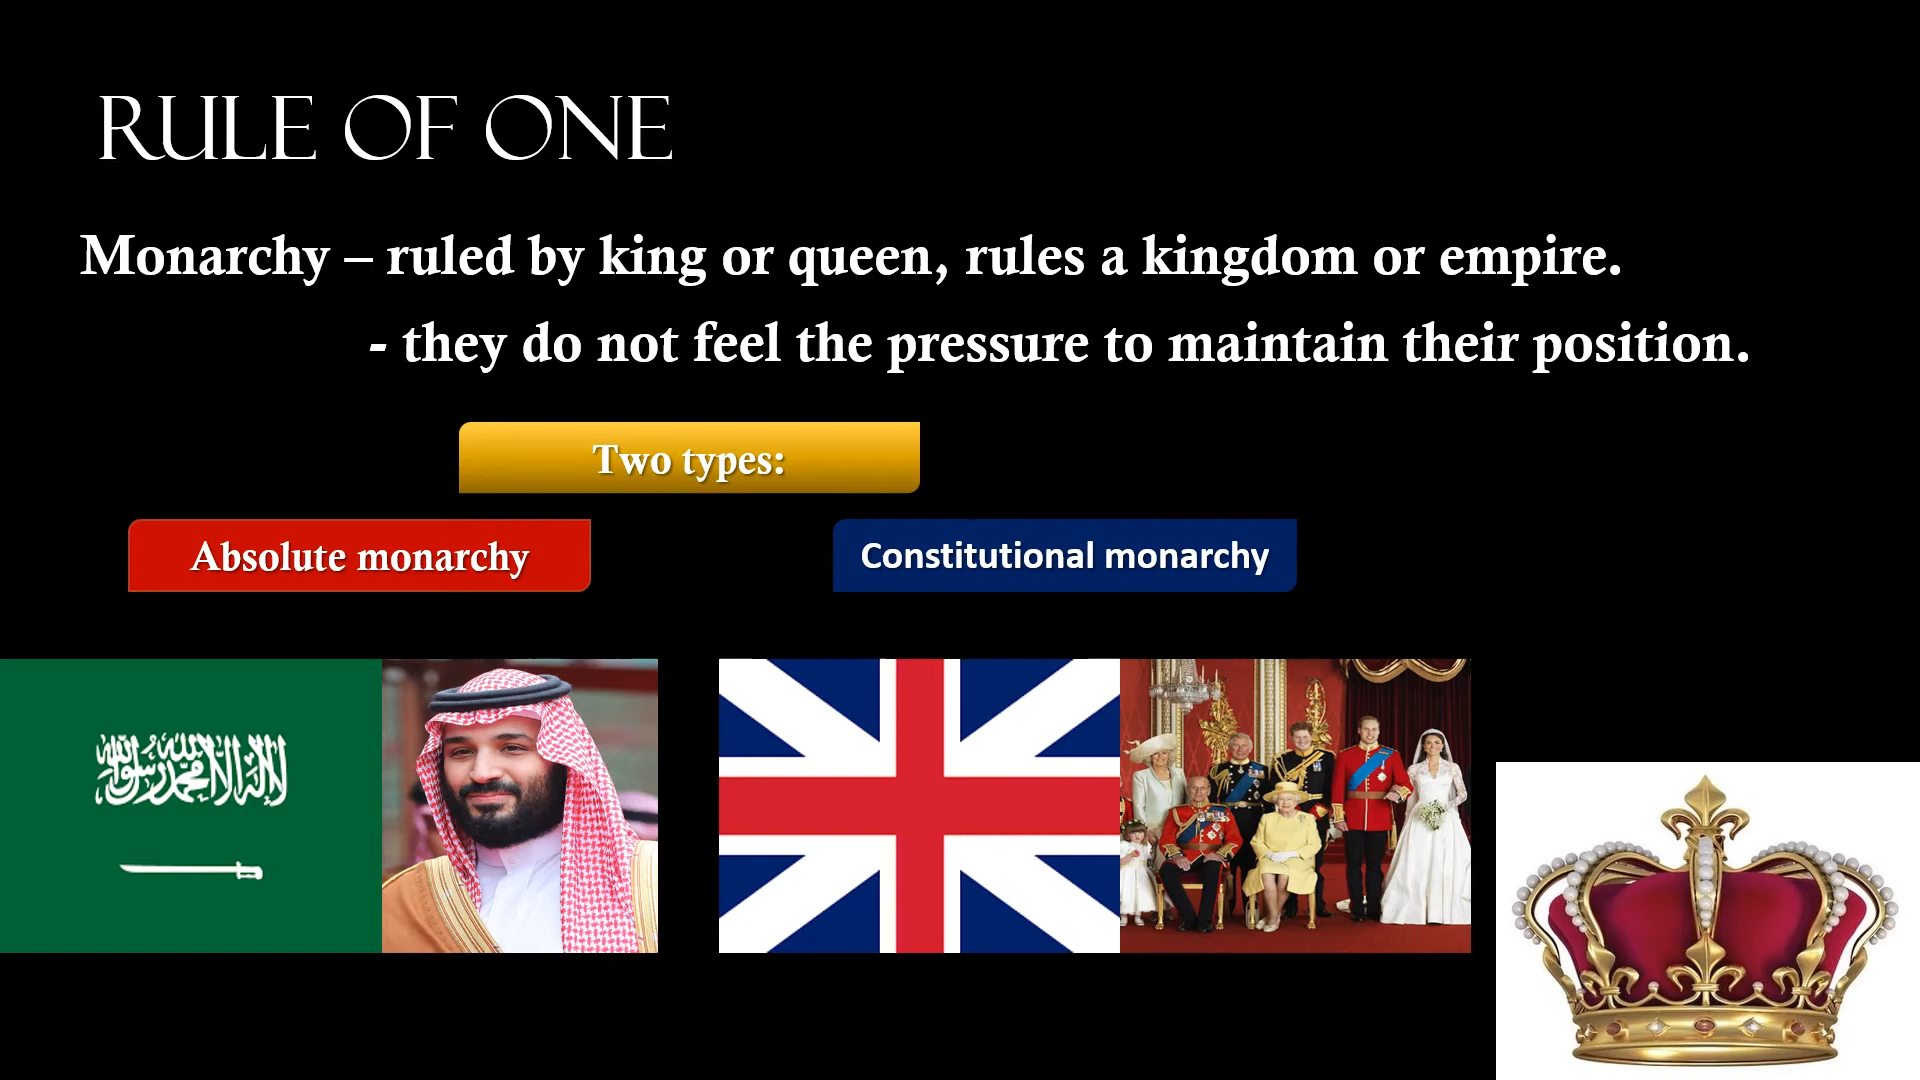 RULE OF ONE
Monarchy – ruled by king or queen, rules a kingdom or empire.
- they do not feel the pressure to maintain their position.
Two types:
Absolute monarchy
Constitutional monarchy
لا إله إلا الله محمد رسول الله